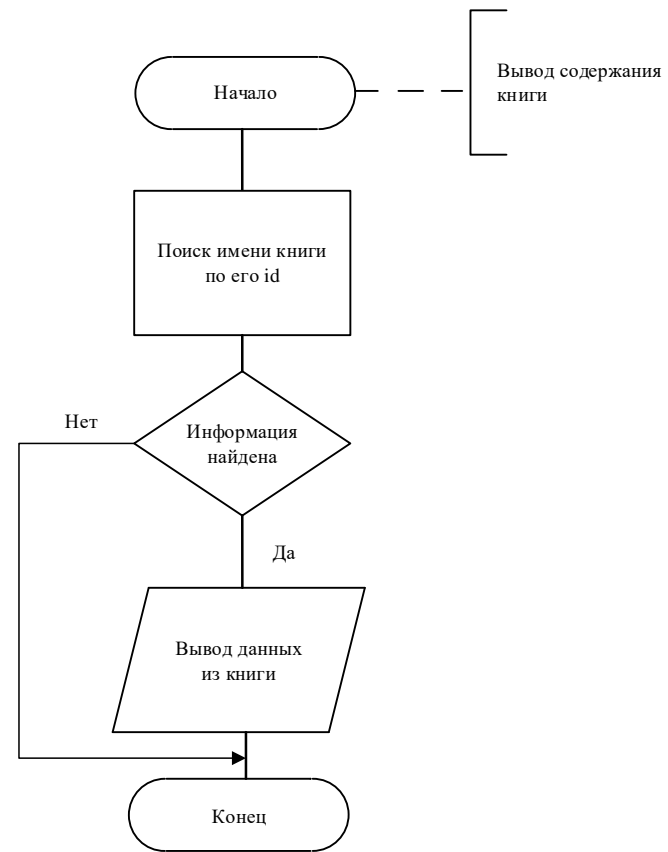 Начало
Вывод содержания
книги
Поиск имени книги
по его id
Информация
найдена
Нет
Да
Вывод данных
из книги
Конец